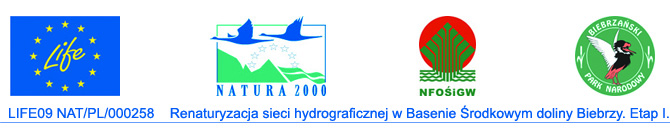 Life
NATURA 2000
NFOŚiGW
BIEBRZAŃSKI
PARK NARODOWY
LIFE09 NAT/PL/000258 Renaturyzacja sieci hydrograficznej w Basenie Środkowym doliny Biebrzy. Etap I.